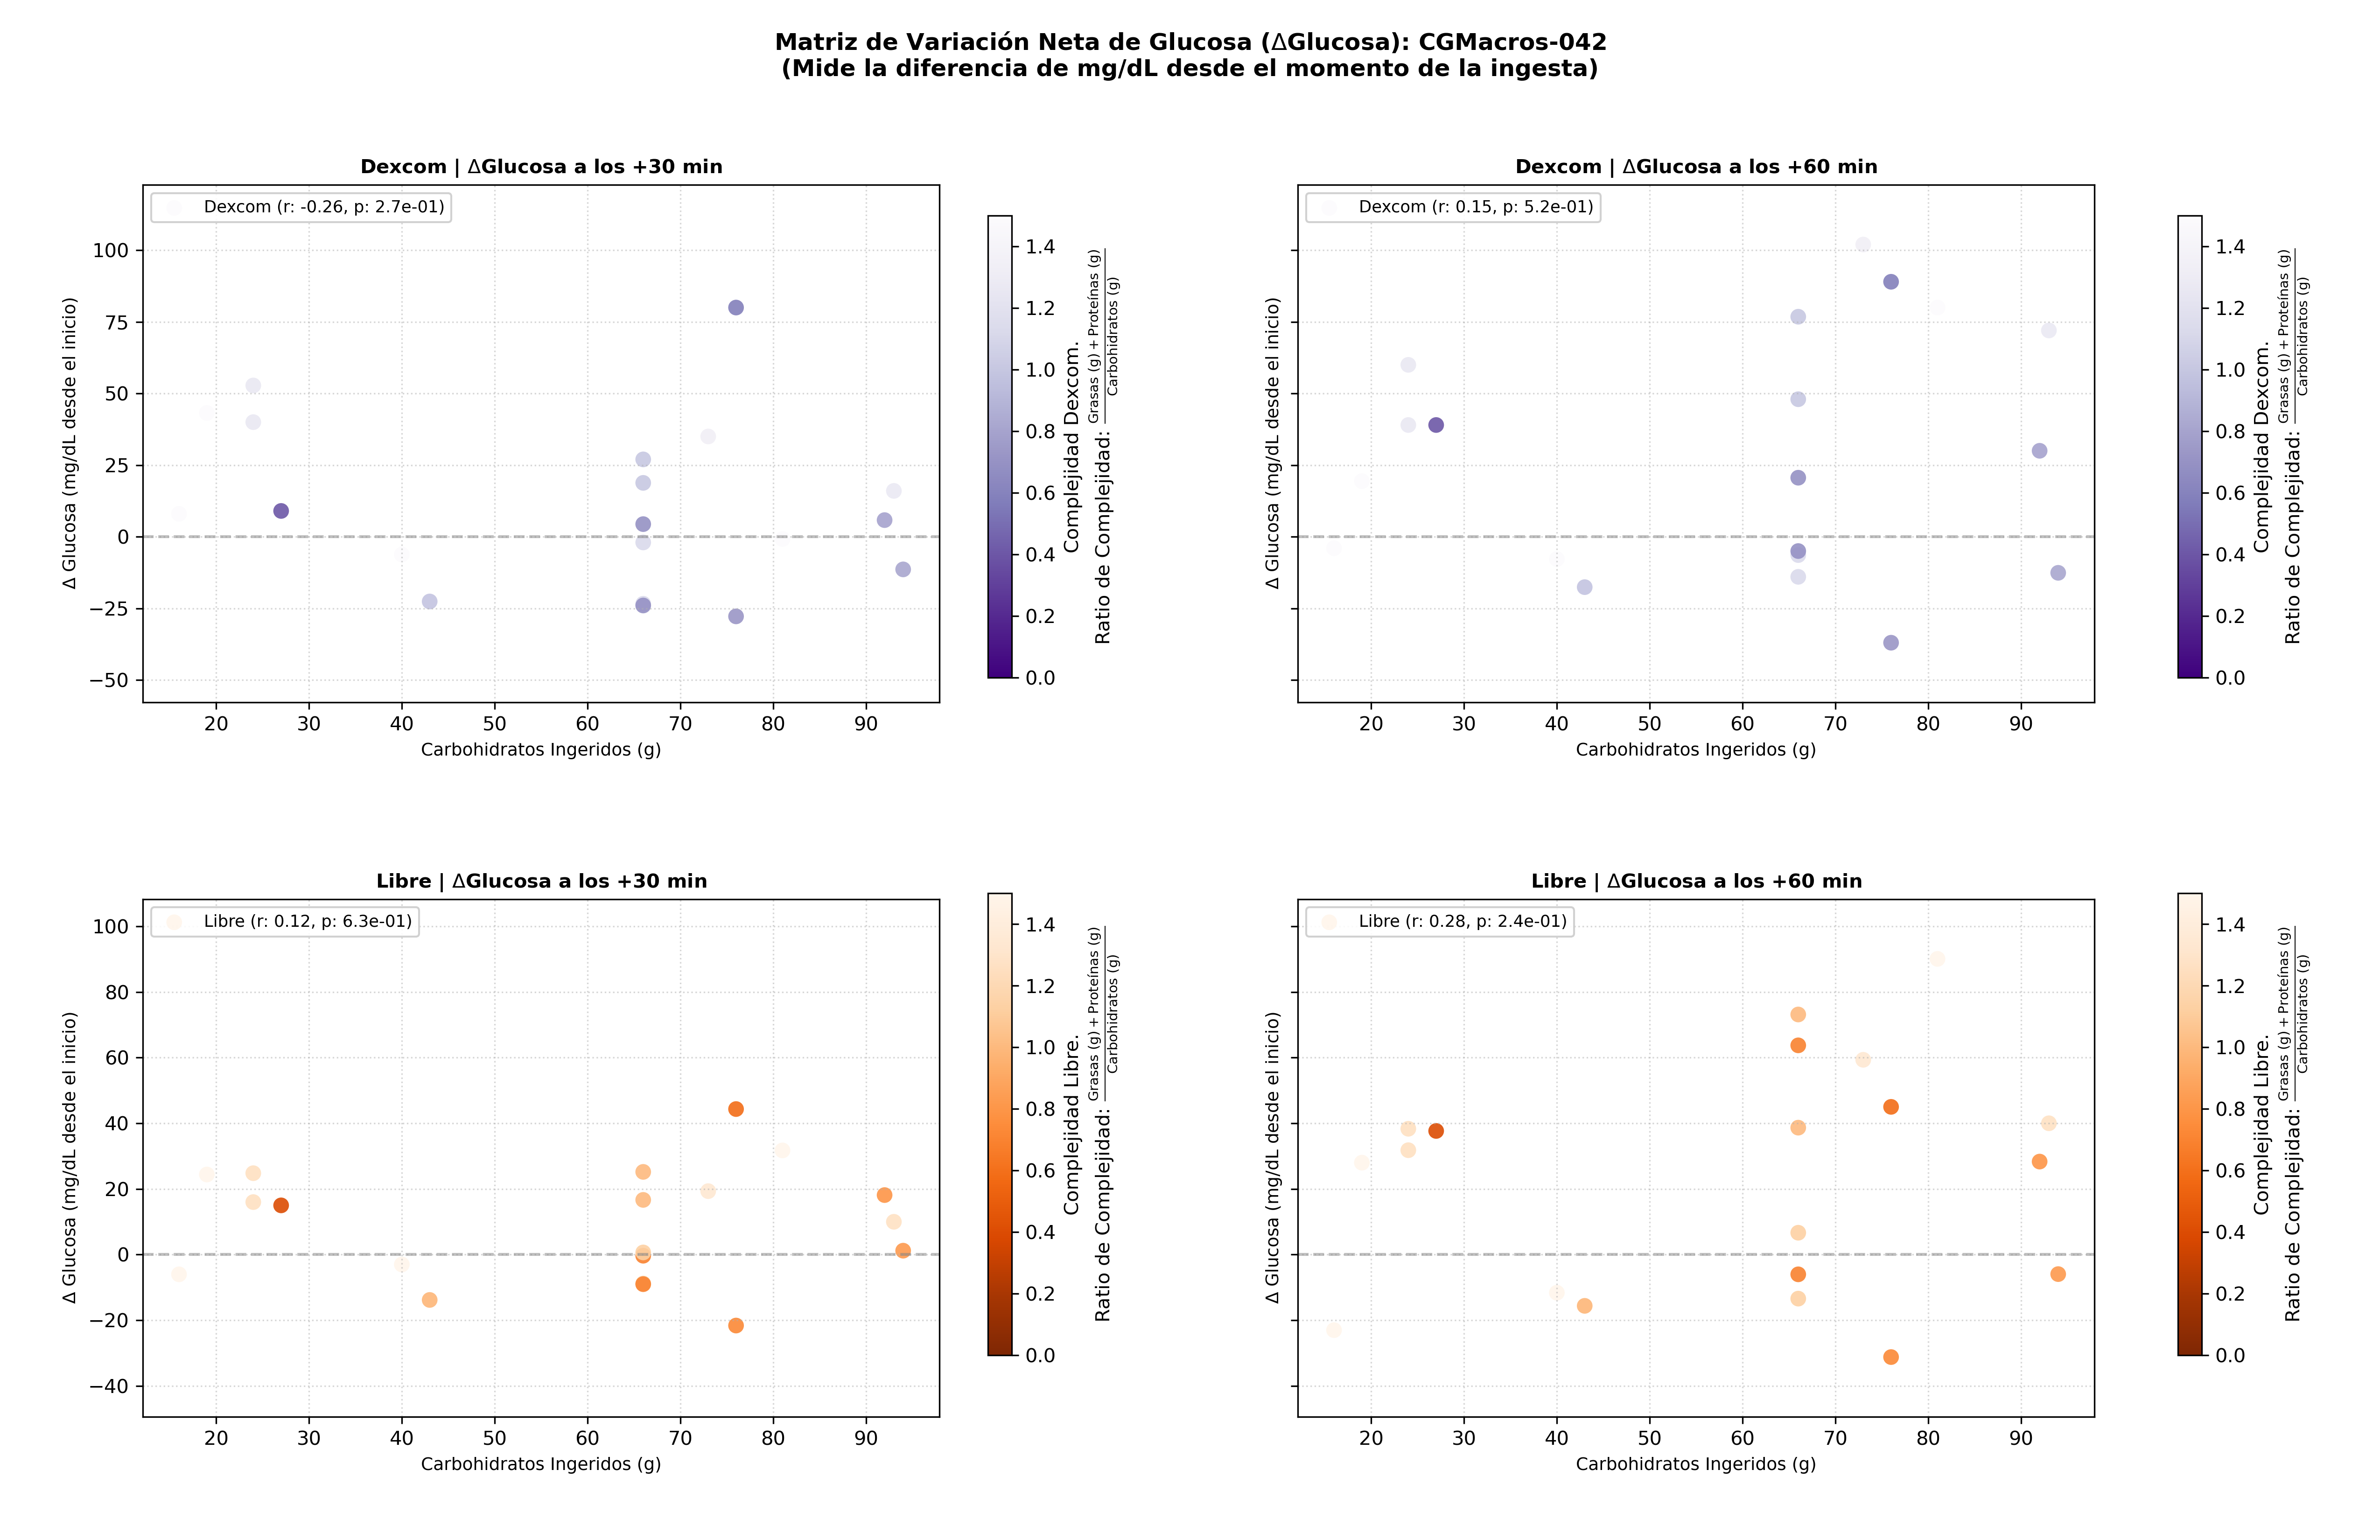 Matriz de Variación Neta de Glucosa (ΔGlucosa): CGMacros-042
(Mide la diferencia de mg/dL desde el momento de la ingesta)
Dexcom | ΔGlucosa a los +30 min
Dexcom (r: -0.26, p: 2.7e-01)
Δ Glucosa (mg/dL desde el inicio)
100
75
50
25
0
−25
−50
20 30 40 50 60 70 80 90
Carbohidratos Ingeridos (g)
1.4
1.2
1.0
0.8
0.6
0.4
0.2
0.0
Complejidad Dexcom.
Ratio de Complejidad: Grasas (g) + Proteínas (g)
Carbohidratos (g)
Dexcom | ΔGlucosa a los +60 min
Dexcom (r: 0.15, p: 5.2e-01)
Δ Glucosa (mg/dL desde el inicio)
20 30 40 50 60 70 80 90
Carbohidratos Ingeridos (g)
1.4
1.2
1.0
0.8
0.6
0.4
0.2
0.0
Complejidad Dexcom.
Ratio de Complejidad: Grasas (g) + Proteínas (g)
Carbohidratos (g)
Libre | ΔGlucosa a los +30 min
Libre (r: 0.12, p: 6.3e-01)
Δ Glucosa (mg/dL desde el inicio)
100
80
60
40
20
0
−20
−40
20 30 40 50 60 70 80 90
Carbohidratos Ingeridos (g)
1.4
1.2
1.0
0.8
0.6
0.4
0.2
0.0
Complejidad Libre.
Ratio de Complejidad: Grasas (g) + Proteínas (g)
Carbohidratos (g)
Libre | ΔGlucosa a los +60 min
Libre (r: 0.28, p: 2.4e-01)
Δ Glucosa (mg/dL desde el inicio)
20 30 40 50 60 70 80 90
Carbohidratos Ingeridos (g)
1.4
1.2
1.0
0.8
0.6
0.4
0.2
0.0
Complejidad Libre.
Ratio de Complejidad: Grasas (g) + Proteínas (g)
Carbohidratos (g)